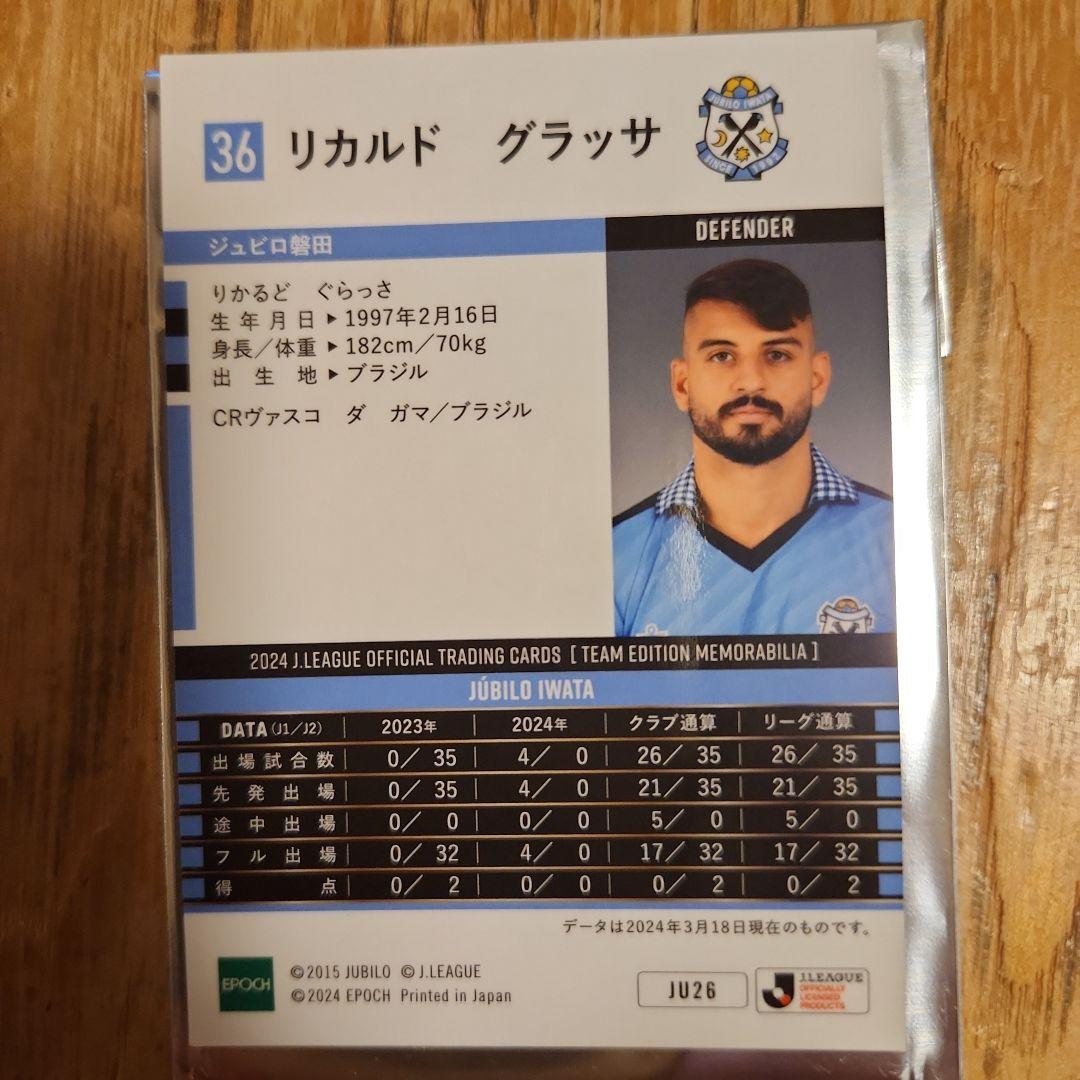 36 リカルド グラッサ
JUBILO IWATA
SINCE 1997
ジュビロ磐田
DEFENDER
りかるど ぐらっさ
生年月日▶1997年2月16日
身長／体重▶182cm／70kg
出生地▶ブラジル
CRヴァスコ ダ ガマ／ブラジル
2024 J.LEAGUE OFFICIAL TRADING CARDS [ TEAM EDITION MEMORABILIA ]
JÚBILO IWATA
DATA(J1／J2) 2023年 2024年 クラブ通算 リーグ通算
出場試合数 0／ 35 4／ 0 26／ 35 26／ 35
先発出場 0／ 35 4／ 0 21／ 35 21／ 35
途中出場 0／ 0 0／ 0 5／ 0 5／ 0
フル出場 0／ 32 4／ 0 17／ 32 17／ 32
得点 0／ 2 0／ 0 0／ 2 0／ 2
データは2024年3月18日現在のものです。
EPOCH
©2015 JUBILO ©J.LEAGUE
©2024 EPOCH Printed in Japan
JU26
J.LEAGUE
OFFICIALLY
LICENSED
PRODUCTS